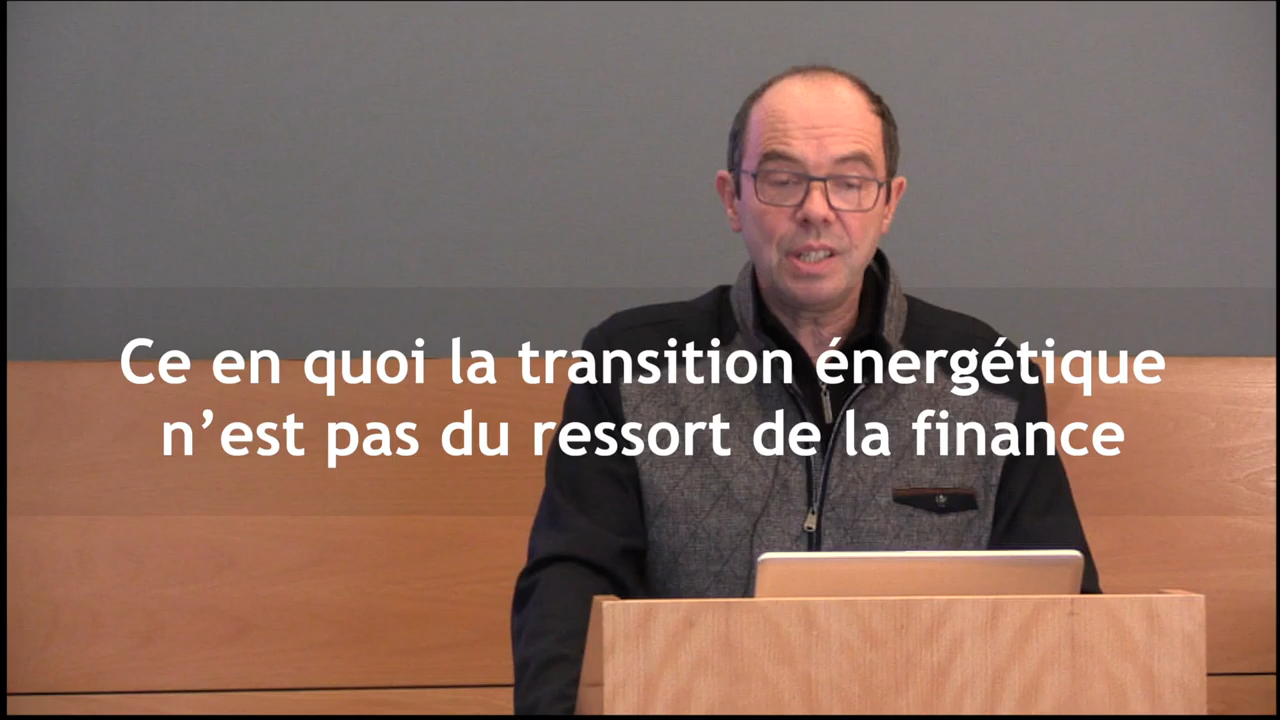 Ce en quoi la transition énergétique
n’est pas du ressort de la finance